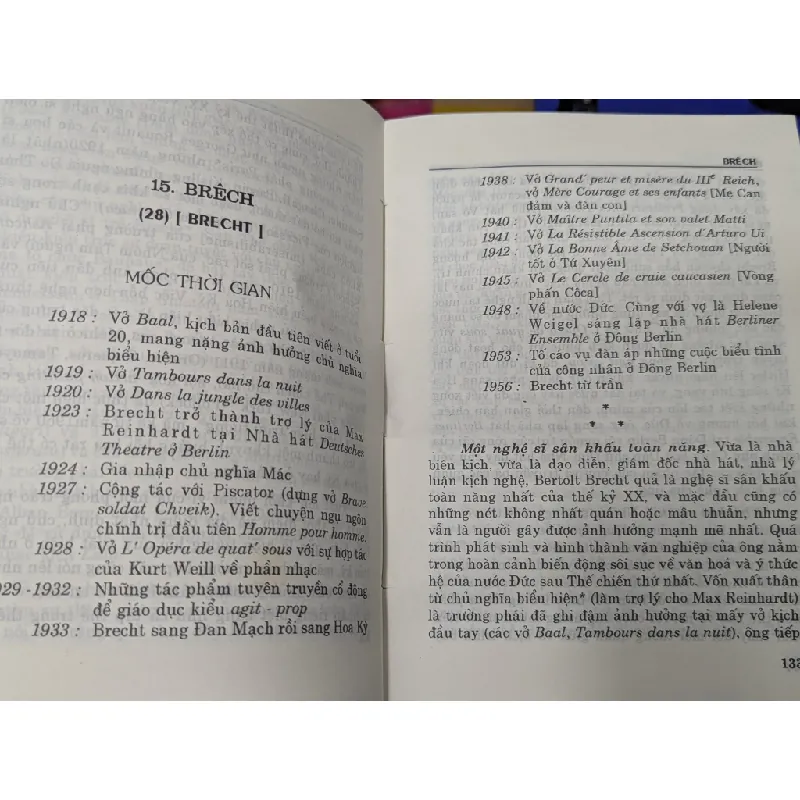 15. BRÊCH
(28) [ BRECHT ]
MỐC THỜI GIAN
1918 : Vở Baal, kịch bản đầu tiên viết ở tuổi
20, mang nặng ảnh hưởng chủ nghĩa
biểu hiện
1919 : Vở Tambours dans la nuit
1920 : Vở Dans la jungle des villes
1923 : Brecht trở thành trợ lý của Max
Reinhardt tại Nhà hát Deutsches
Theatre ở Berlin
1924 : Gia nhập chủ nghĩa Mác
1927 : Cộng tác với Piscator (dựng vở Brave
soldat Chveik). Viết chuyện ngụ ngôn
chính trị đầu tiên Homme pour homme.
1928 : Vở L' Opéra de quat' sous với sự hợp tác
của Kurt Weill về phần nhạc
929 -1932 : Những tác phẩm tuyên truyền cổ động
để giáo dục kiểu agit - prop
1933 : Brecht sang Đan Mạch rồi sang Hoa Kỳ
BRÊCH
1938 : Vở Grand' peur et misère du IIIe Reich,
vở Mère Courage et ses enfants [Mẹ Can
đảm và đàn con]
1940 : Vở Maître Puntila et son valet Matti
1941 : Vở La Résistible Ascension d'Arturo Ui
1942 : Vở La Bonne Âme de Setchouan [Người
tốt ở Tứ Xuyên]
1945 : Vở Le Cercle de craie caucasien [Vòng
phấn Côca]
1948 : Về nước Đức. Cùng với vợ là Helene
Weigel sáng lập nhà hát Berliner
Ensemble ở Đông Berlin
1953 : Tố cáo vụ đàn áp những cuộc biểu tình
của công nhân ở Đông Berlin
1956 : Brecht từ trần
*
* *
Một nghệ sĩ sân khấu toàn năng. Vừa là nhà
biên kịch, vừa là đạo diễn, giám đốc nhà hát, nhà lý
luận kịch nghệ, Bertolt Brecht quả là nghệ sĩ sân khấu
toàn năng nhất của thế kỷ XX, và mặc dầu cũng có
những nét không nhất quán hoặc mâu thuẫn, nhưng
vẫn là người gây được ảnh hưởng mạnh mẽ nhất. Quá
trình phát sinh và hình thành văn nghiệp của ông nằm
trong hoàn cảnh biến động sôi sục về văn hoá và ý thức
hệ của nước Đức sau Thế chiến thứ nhất. Vốn xuất thân
từ chủ nghĩa biểu hiện* (làm trợ lý cho Max Reinhardt)
là trường phái đã ghi đậm ảnh hưởng tại mấy vở kịch
đầu tay (các vở Baal, Tambours dans la nuit), ông tiếp
133